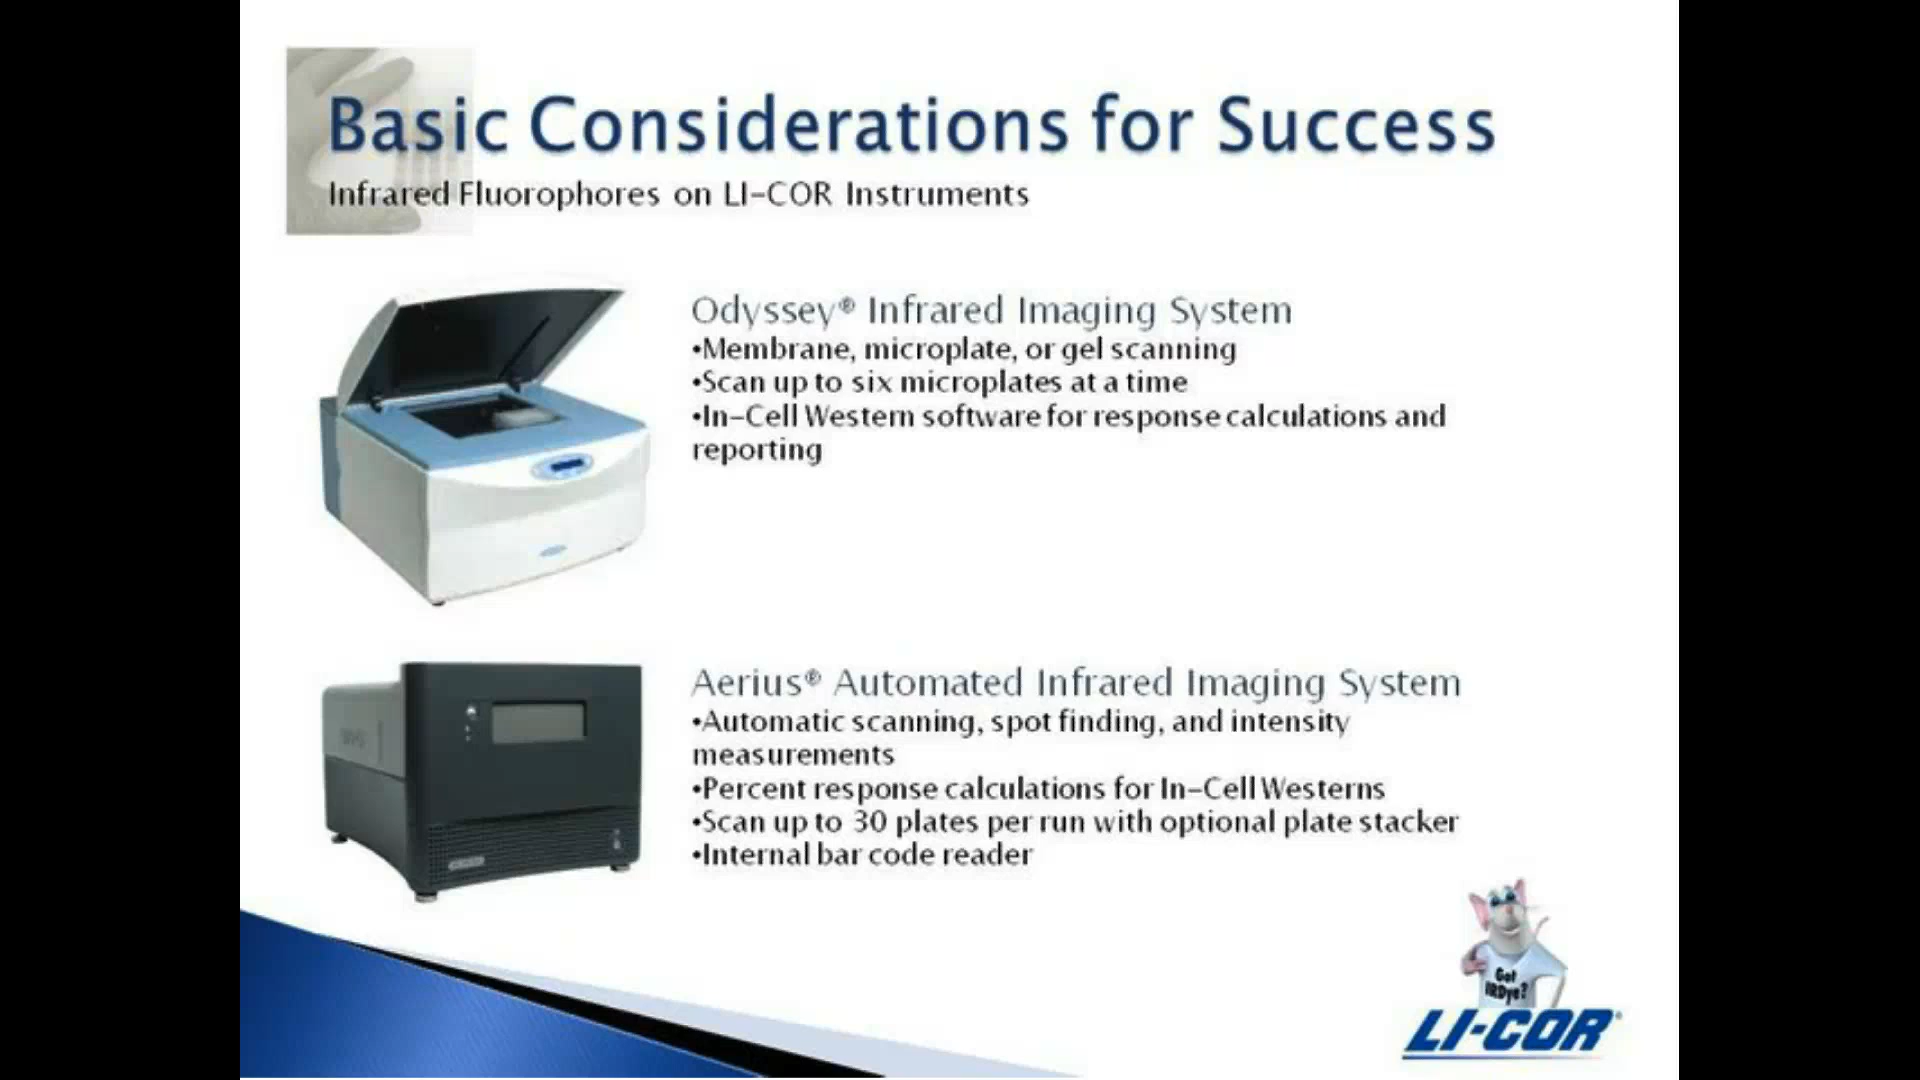 Basic Considerations for Success
Infrared Fluorophores on LI-COR Instruments
Odyssey® Infrared Imaging System
•Membrane, microplate, or gel scanning
•Scan up to six microplates at a time
•In-Cell Western software for response calculations and
reporting
Aerius® Automated Infrared Imaging System
•Automatic scanning, spot finding, and intensity
measurements
•Percent response calculations for In-Cell Westerns
•Scan up to 30 plates per run with optional plate stacker
•Internal bar code reader
Got
IRDye?
LI-COR®